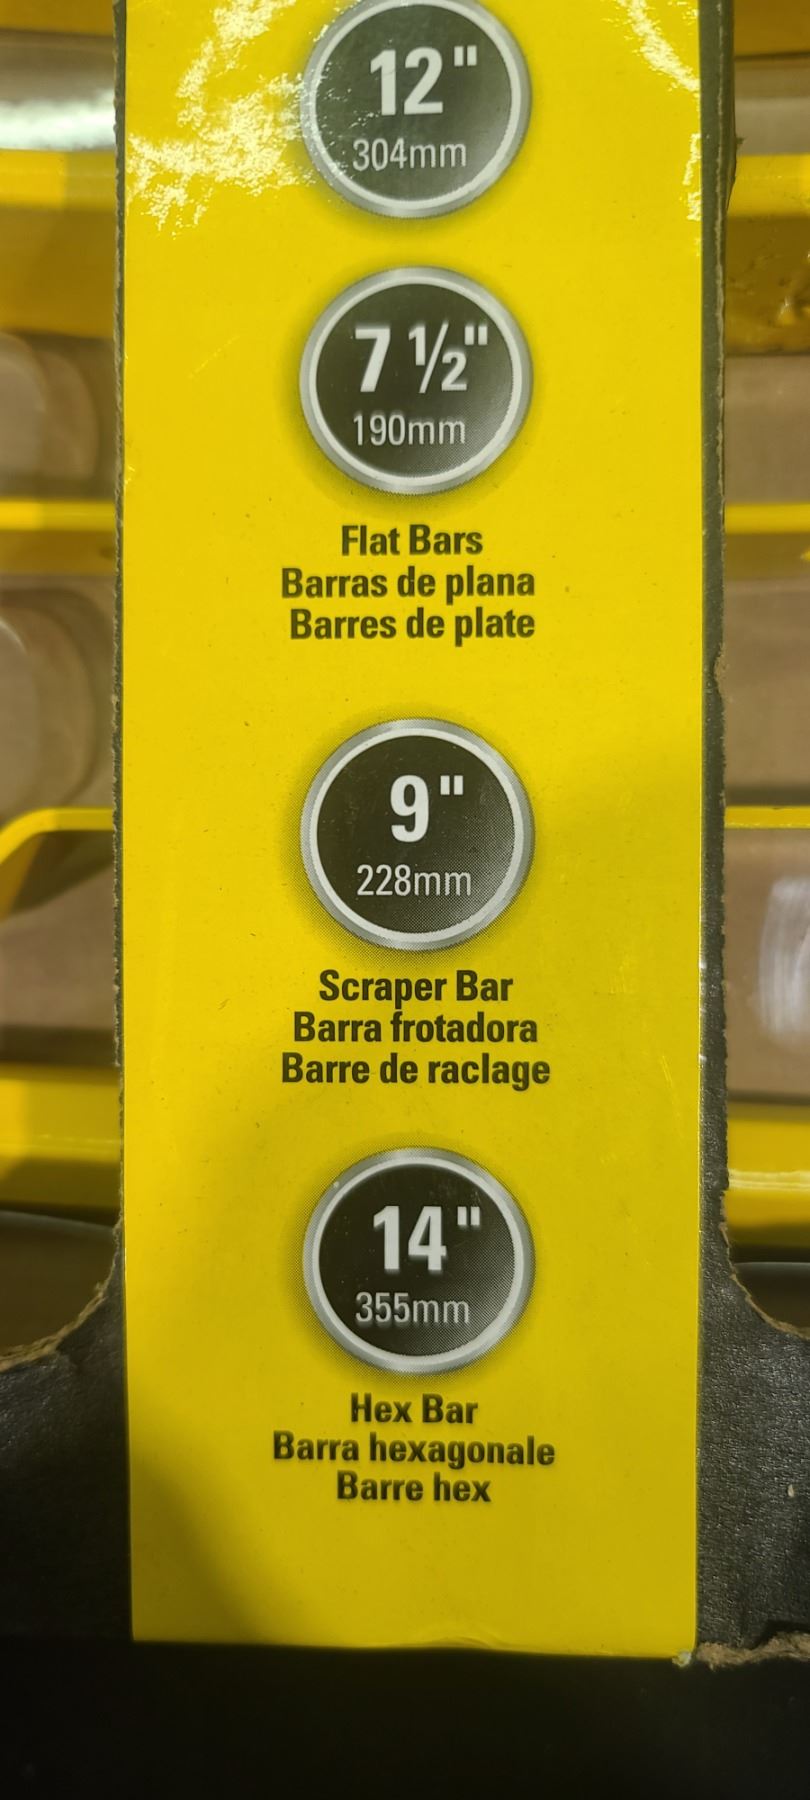 12"
304mm
7 ½"
190mm
Flat Bars
Barras de plana
Barres de plate
9"
228mm
Scraper Bar
Barra frotadora
Barre de raclage
14"
355mm
Hex Bar
Barra hexagonale
Barre hex